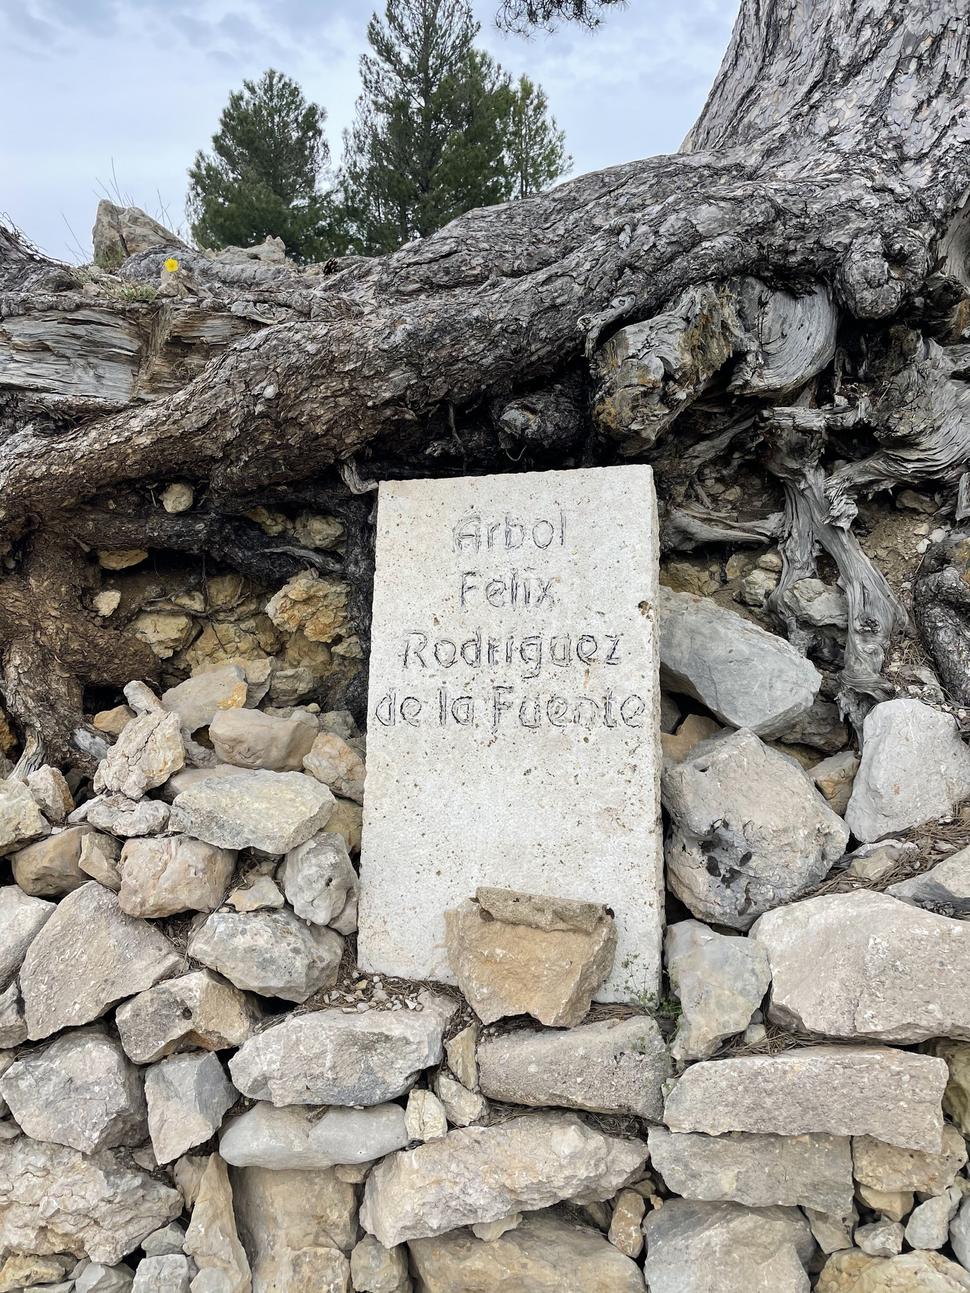 Arbol
Felix
Rodriguez
de la Fuente